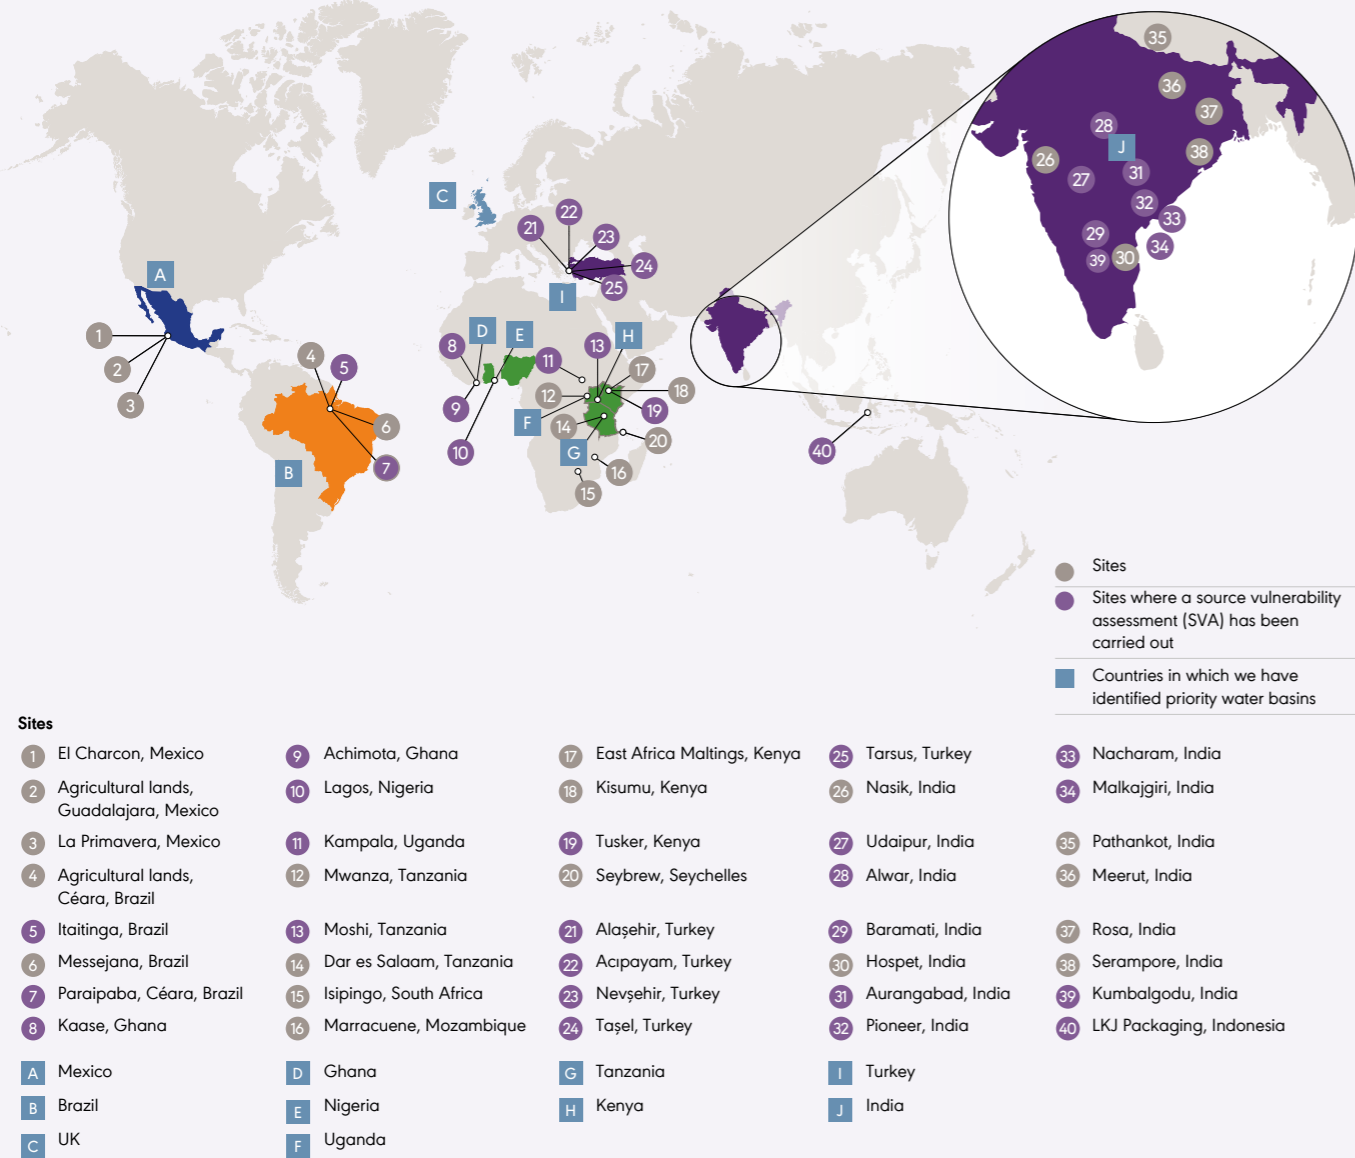 35
36
37
28
J
38
26
31
27
32
33
29
34
39
30
C
22
21
23
24
25
I
A
1
2
3
4
5
6
7
B
D
E
8
11
13
H
17
18
12
9
F
14
19
20
10
G
16
15
40
Sites
Sites where a source vulnerability
assessment (SVA) has been
carried out
Countries in which we have
identified priority water basins
Sites
1 El Charcon, Mexico
2 Agricultural lands,
Guadalajara, Mexico
3 La Primavera, Mexico
4 Agricultural lands,
Céara, Brazil
5 Itaitinga, Brazil
6 Messejana, Brazil
7 Paraipaba, Céara, Brazil
8 Kaase, Ghana
9 Achimota, Ghana
10 Lagos, Nigeria
11 Kampala, Uganda
12 Mwanza, Tanzania
13 Moshi, Tanzania
14 Dar es Salaam, Tanzania
15 Isipingo, South Africa
16 Marracuene, Mozambique
17 East Africa Maltings, Kenya
18 Kisumu, Kenya
19 Tusker, Kenya
20 Seybrew, Seychelles
21 Alaşehir, Turkey
22 Acıpayam, Turkey
23 Nevşehir, Turkey
24 Taşel, Turkey
25 Tarsus, Turkey
26 Nasik, India
27 Udaipur, India
28 Alwar, India
29 Baramati, India
30 Hospet, India
31 Aurangabad, India
32 Pioneer, India
33 Nacharam, India
34 Malkajgiri, India
35 Pathankot, India
36 Meerut, India
37 Rosa, India
38 Serampore, India
39 Kumbalgodu, India
40 LKJ Packaging, Indonesia
A Mexico
B Brazil
C UK
D Ghana
E Nigeria
F Uganda
G Tanzania
H Kenya
I Turkey
J India